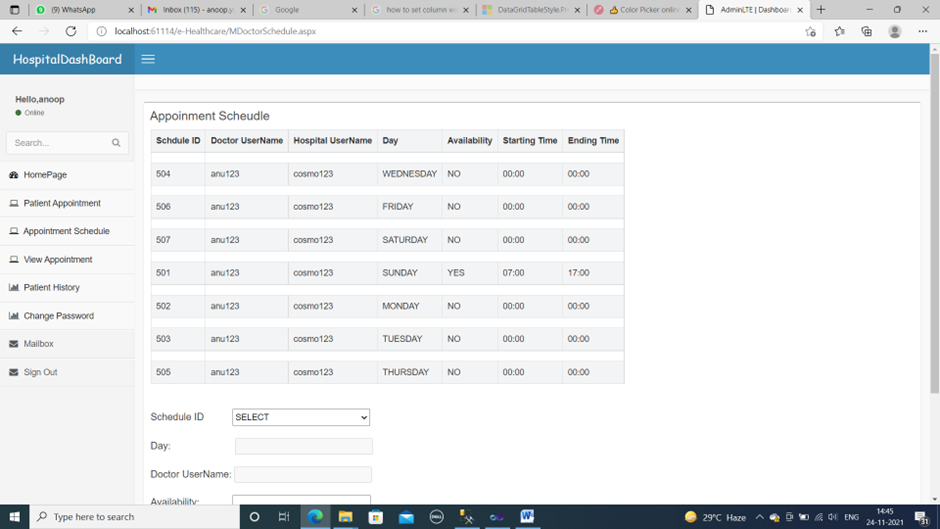 (9) WhatsApp
Inbox (115) - anoop.y
Google
how to set column wi
DataGridTableStyle.Pr
Color Picker online
AdminLTE | Dashboard
localhost:61114/e-Healthcare/MDoctorSchedule.aspx
HospitalDashBoard
Hello,anoop
Online
Search...
HomePage
Patient Appointment
Appointment Schedule
View Appointment
Patient History
Change Password
Mailbox
Sign Out
Appoinment Scheudle
Schdule ID Doctor UserName Hospital UserName Day Availability Starting Time Ending Time
504 anu123 cosmo123 WEDNESDAY NO 00:00 00:00
506 anu123 cosmo123 FRIDAY NO 00:00 00:00
507 anu123 cosmo123 SATURDAY NO 00:00 00:00
501 anu123 cosmo123 SUNDAY YES 07:00 17:00
502 anu123 cosmo123 MONDAY NO 00:00 00:00
503 anu123 cosmo123 TUESDAY NO 00:00 00:00
505 anu123 cosmo123 THURSDAY NO 00:00 00:00
Schedule ID SELECT
Day:
Doctor UserName:
Availability:
Type here to search
DELL
29°C Haze
ENG
14:45
24-11-2021
31